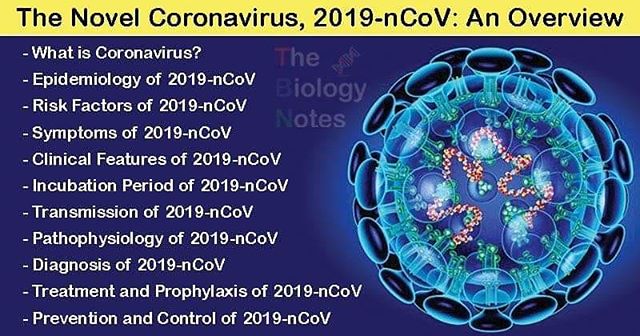 The Novel Coronavirus, 2019-nCoV: An Overview
- What is Coronavirus?
- Epidemiology of 2019-nCoV
- Risk Factors of 2019-nCoV
- Symptoms of 2019-nCoV
- Clinical Features of 2019-nCoV
- Incubation Period of 2019-nCoV
- Transmission of 2019-nCoV
- Pathophysiology of 2019-nCoV
- Diagnosis of 2019-nCoV
- Treatment and Prophylaxis of 2019-nCoV
- Prevention and Control of 2019-nCoV
The
Biology
Notes